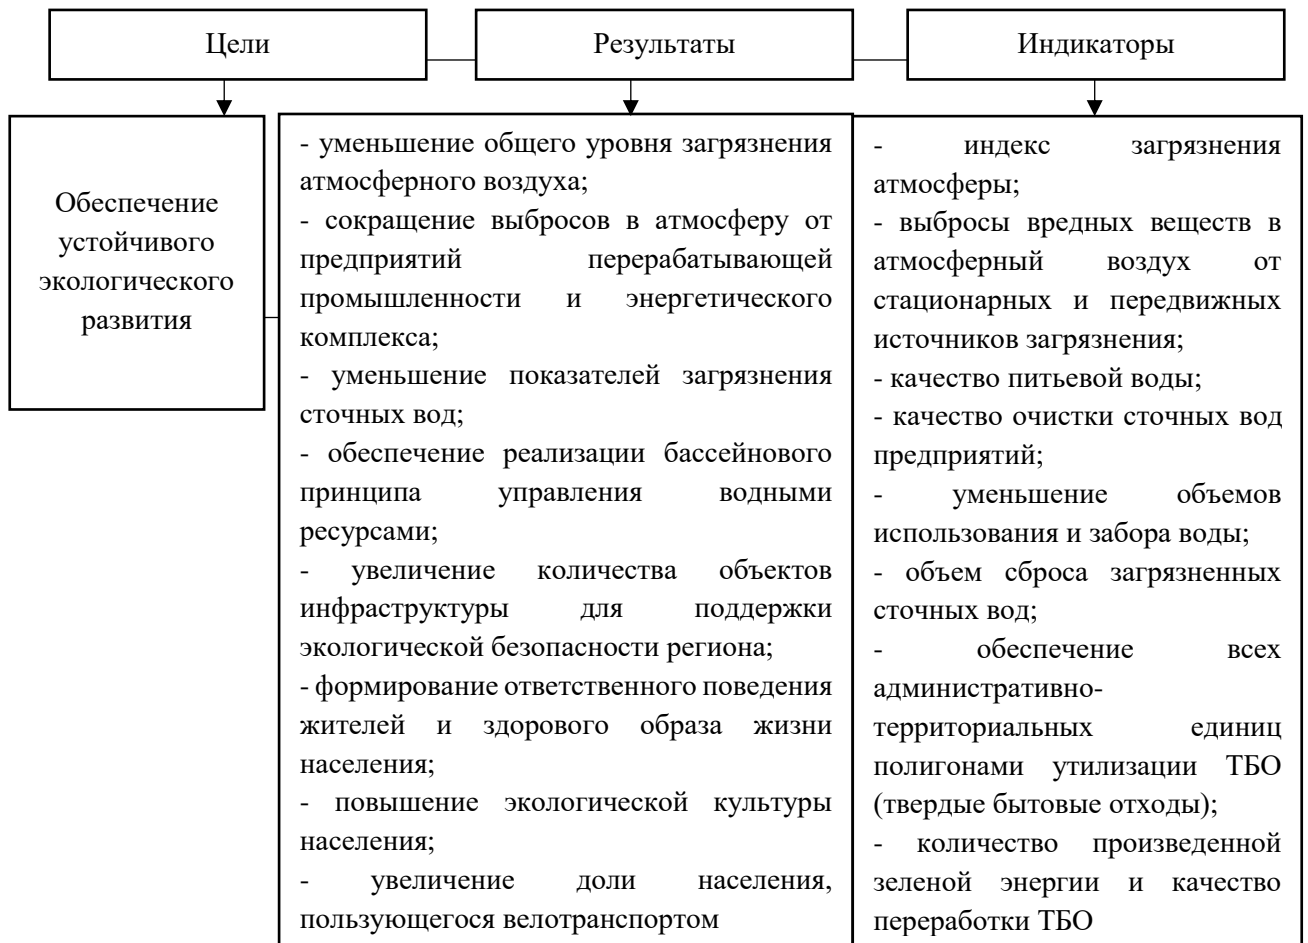 Цели
Результаты
Индикаторы
Обеспечение
устойчивого
экологического
развития
- уменьшение общего уровня загрязнения
атмосферного воздуха;
- сокращение выбросов в атмосферу от
предприятий перерабатывающей
промышленности и энергетического
комплекса;
- уменьшение показателей загрязнения
сточных вод;
- обеспечение реализации бассейнового
принципа управления водными
ресурсами;
- увеличение количества объектов
инфраструктуры для поддержки
экологической безопасности региона;
- формирование ответственного поведения
жителей и здорового образа жизни
населения;
- повышение экологической культуры
населения;
- увеличение доли населения,
пользующегося велотранспортом
- индекс загрязнения
атмосферы;
- выбросы вредных веществ в
атмосферный воздух от
стационарных и передвижных
источников загрязнения;
- качество питьевой воды;
- качество очистки сточных вод
предприятий;
- уменьшение объемов
использования и забора воды;
- объем сброса загрязненных
сточных вод;
- обеспечение всех
административно-
территориальных единиц
полигонами утилизации ТБО
(твердые бытовые отходы);
- количество произведенной
зеленой энергии и качество
переработки ТБО